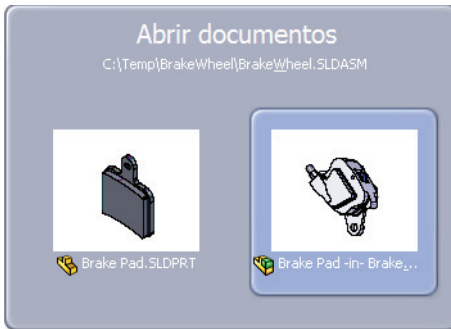 Abrir documentos
C:\Temp\BrakeWheel\BrakeWheel.SLDASM
Brake Pad.SLDPRT
Brake Pad -in- Brake...